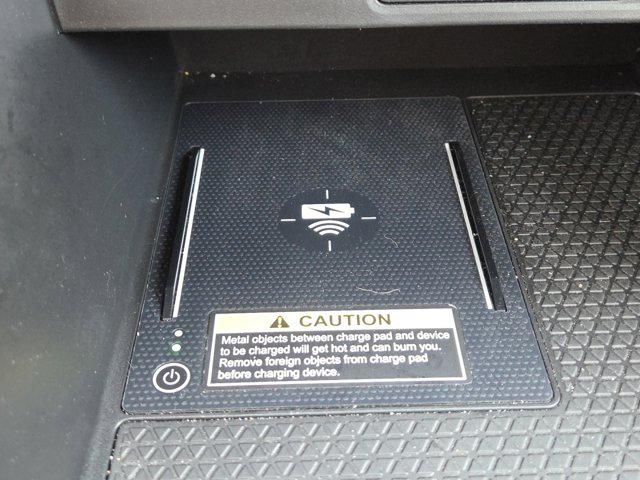 CAUTION
Metal objects between charge pad and device
to be charged will get hot and can burn you.
Remove foreign objects from charge pad
before charging device.